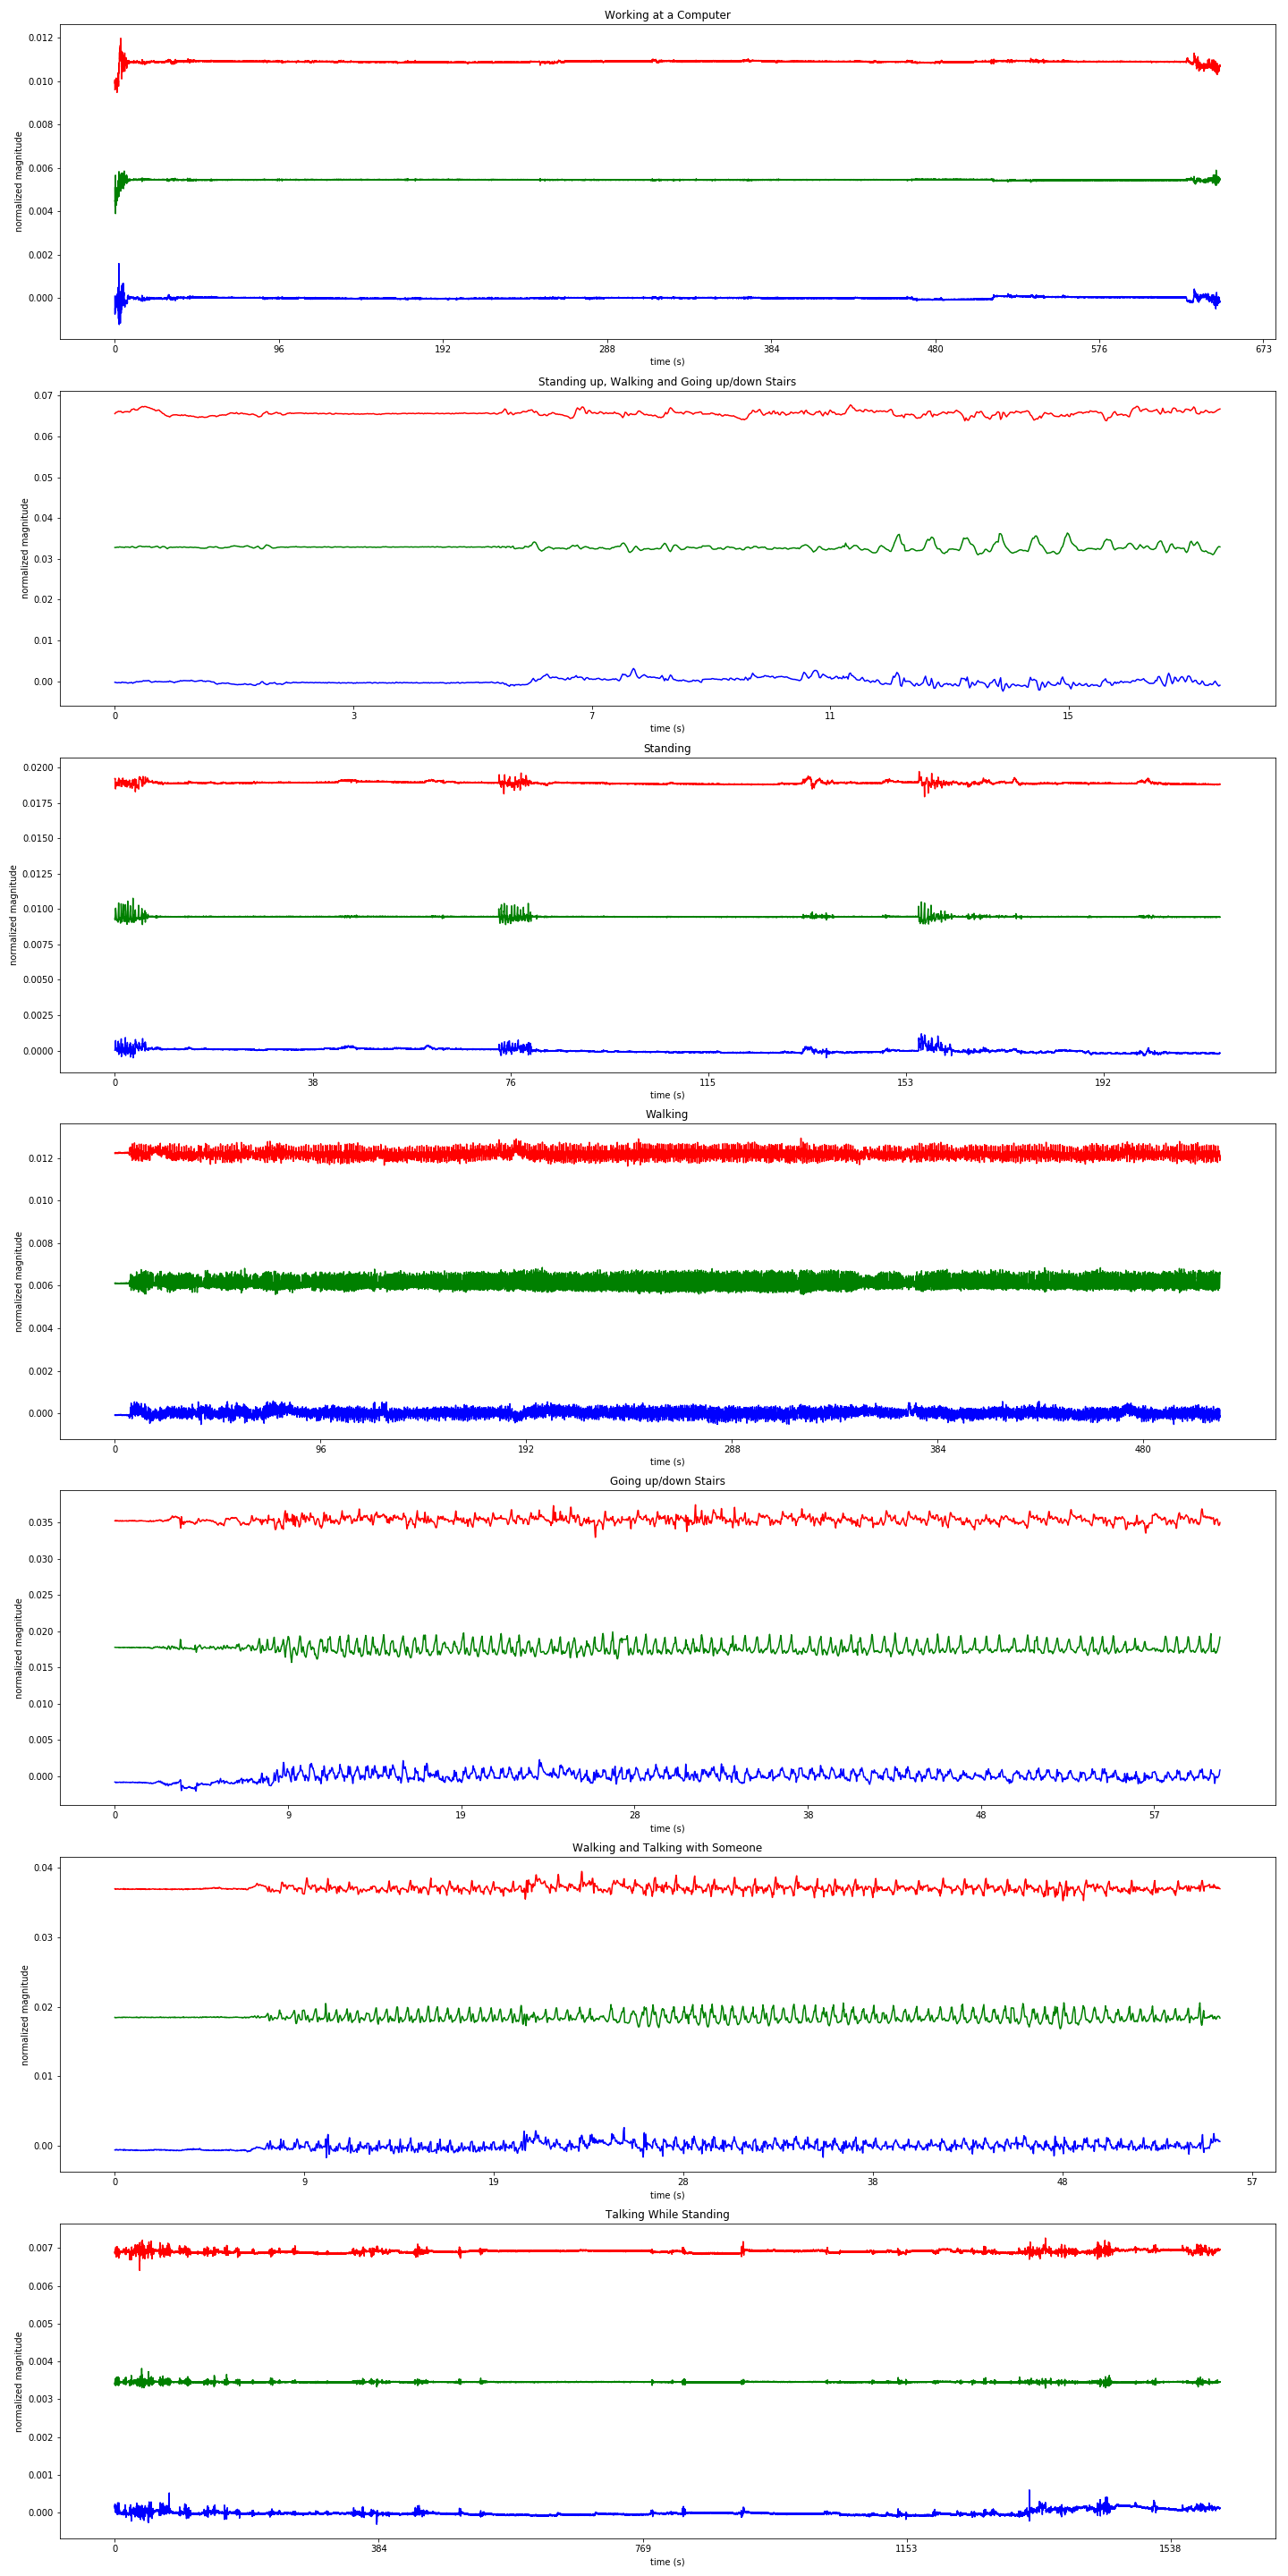 Working at a Computer
0.012
0.010
0.008
0.006
0.004
0.002
0.000
normalized magnitude
0 96 192 288 384 480 576 673
time (s)
Standing up, Walking and Going up/down Stairs
0.07
0.06
0.05
0.04
0.03
0.02
0.01
0.00
normalized magnitude
0 3 7 11 15
time (s)
Standing
0.0200
0.0175
0.0150
0.0125
0.0100
0.0075
0.0050
0.0025
0.0000
normalized magnitude
0 38 76 115 153 192
time (s)
Walking
0.012
0.010
0.008
0.006
0.004
0.002
0.000
normalized magnitude
0 96 192 288 384 480
time (s)
Going up/down Stairs
0.035
0.030
0.025
0.020
0.015
0.010
0.005
0.000
normalized magnitude
0 9 19 28 38 48 57
time (s)
Walking and Talking with Someone
0.04
0.03
0.02
0.01
0.00
normalized magnitude
0 9 19 28 38 48 57
time (s)
Talking While Standing
0.007
0.006
0.005
0.004
0.003
0.002
0.001
0.000
normalized magnitude
0 384 769 1153 1538
time (s)